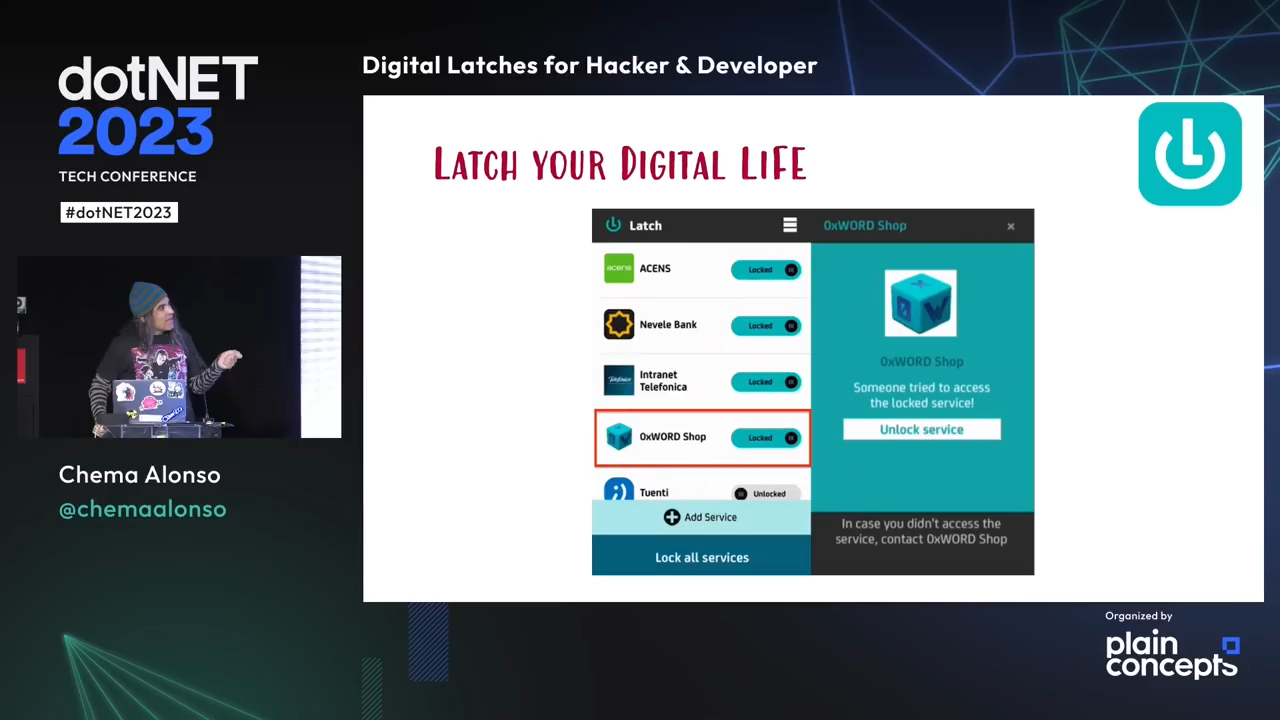 dotNET
2023
TECH CONFERENCE
#dotNET2023
Chema Alonso
@chemaalonso
Digital Latches for Hacker & Developer
LATCH YOUR DIGITAL LIFE
Latch
acens
ACENS
Locked
Nevele Bank
Locked
Telefónica
Intranet
Telefonica
Locked
0xWORD Shop
Locked
Tuenti
Unlocked
Add Service
Lock all services
0xWORD Shop
×
X
0
W
0xWORD Shop
Someone tried to access
the locked service!
Unlock service
In case you didn't access the
service, contact 0xWORD Shop
Organized by
plain
concepts